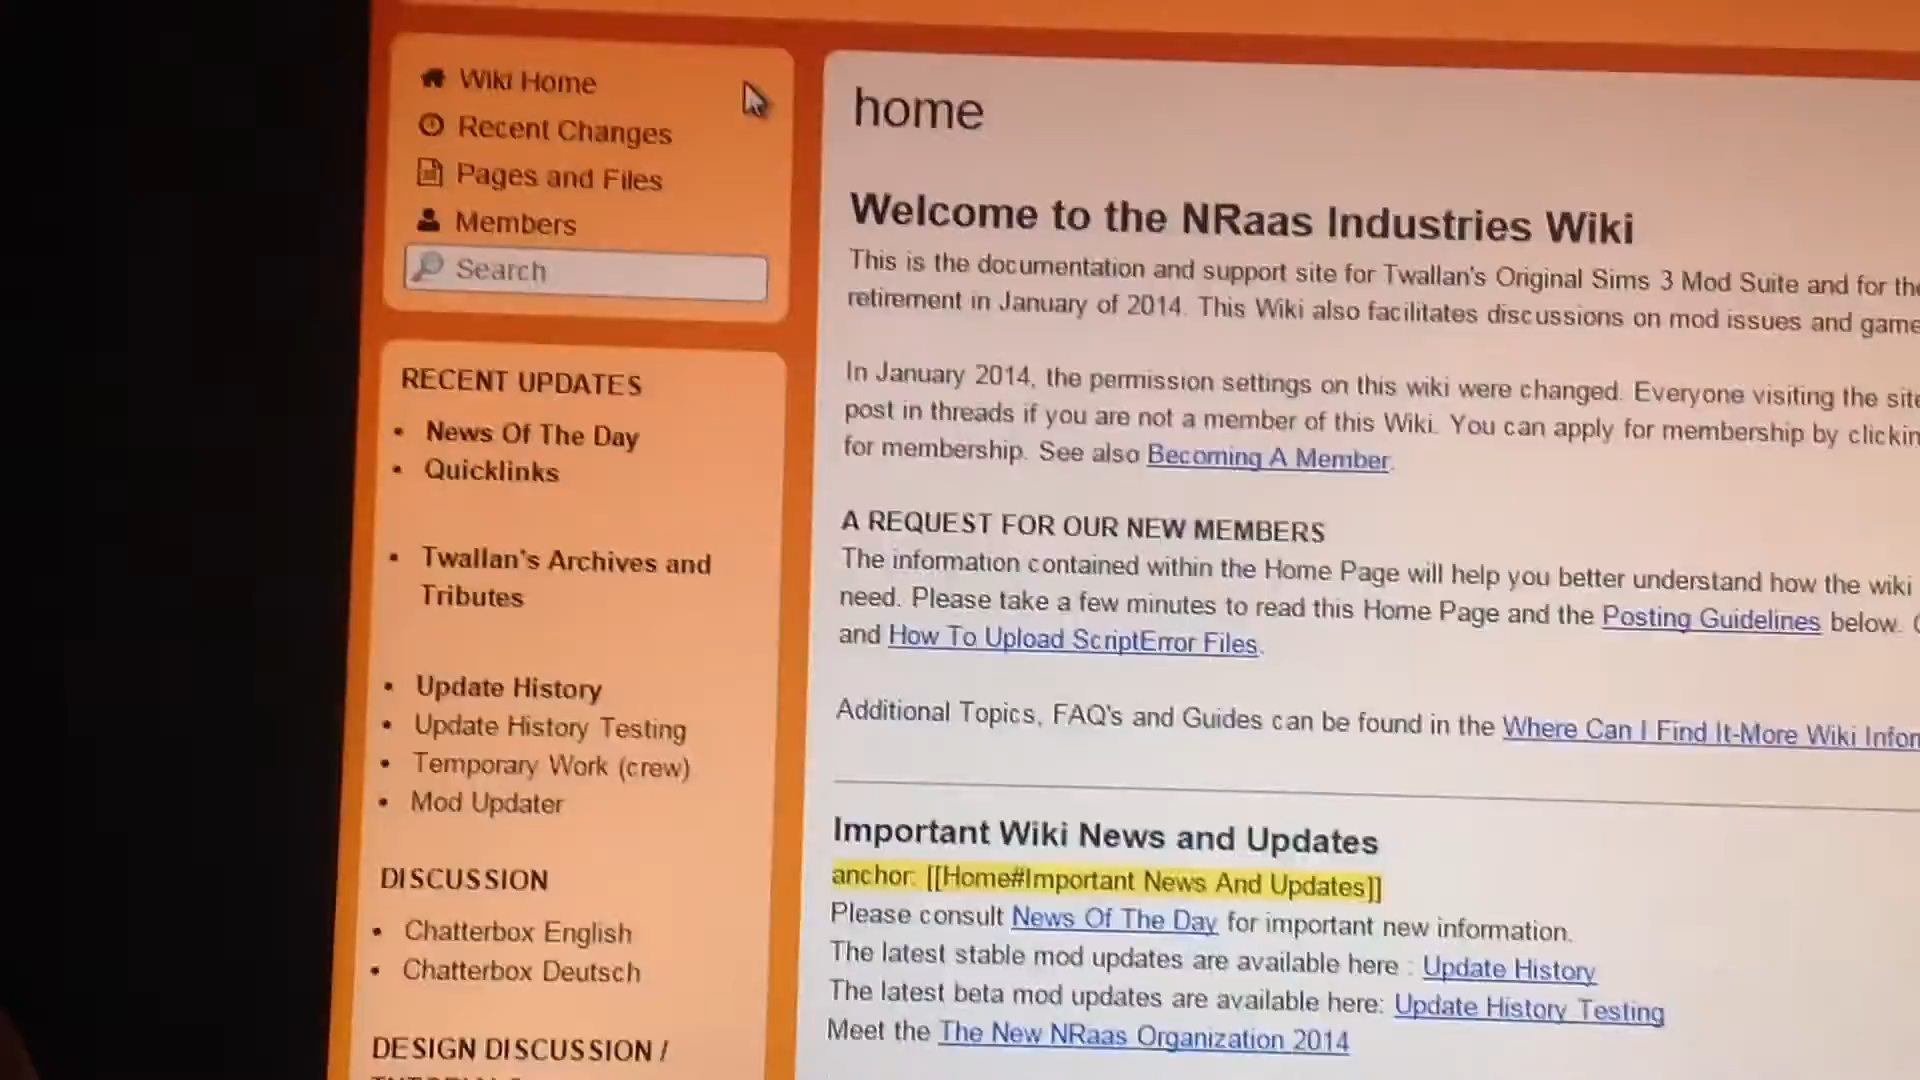 Wiki Home
Recent Changes
Pages and Files
Members
Search
RECENT UPDATES
News Of The Day
Quicklinks
Twallan's Archives and
Tributes
Update History
Update History Testing
Temporary Work (crew)
Mod Updater
DISCUSSION
Chatterbox English
Chatterbox Deutsch
DESIGN DISCUSSION /
home
Welcome to the NRaas Industries Wiki
This is the documentation and support site for Twallan's Original Sims 3 Mod Suite and for the
retirement in January of 2014. This Wiki also facilitates discussions on mod issues and game
In January 2014, the permission settings on this wiki were changed. Everyone visiting the site
post in threads if you are not a member of this Wiki. You can apply for membership by clickin
for membership. See also Becoming A Member.
A REQUEST FOR OUR NEW MEMBERS
The information contained within the Home Page will help you better understand how the wiki
need. Please take a few minutes to read this Home Page and the Posting Guidelines below.
and How To Upload ScriptError Files.
Additional Topics, FAQ's and Guides can be found in the Where Can I Find It-More Wiki Infor
Important Wiki News and Updates
anchor: [[Home#Important News And Updates]]
Please consult News Of The Day for important new information.
The latest stable mod updates are available here : Update History
The latest beta mod updates are available here: Update History Testing
Meet the The New NRaas Organization 2014